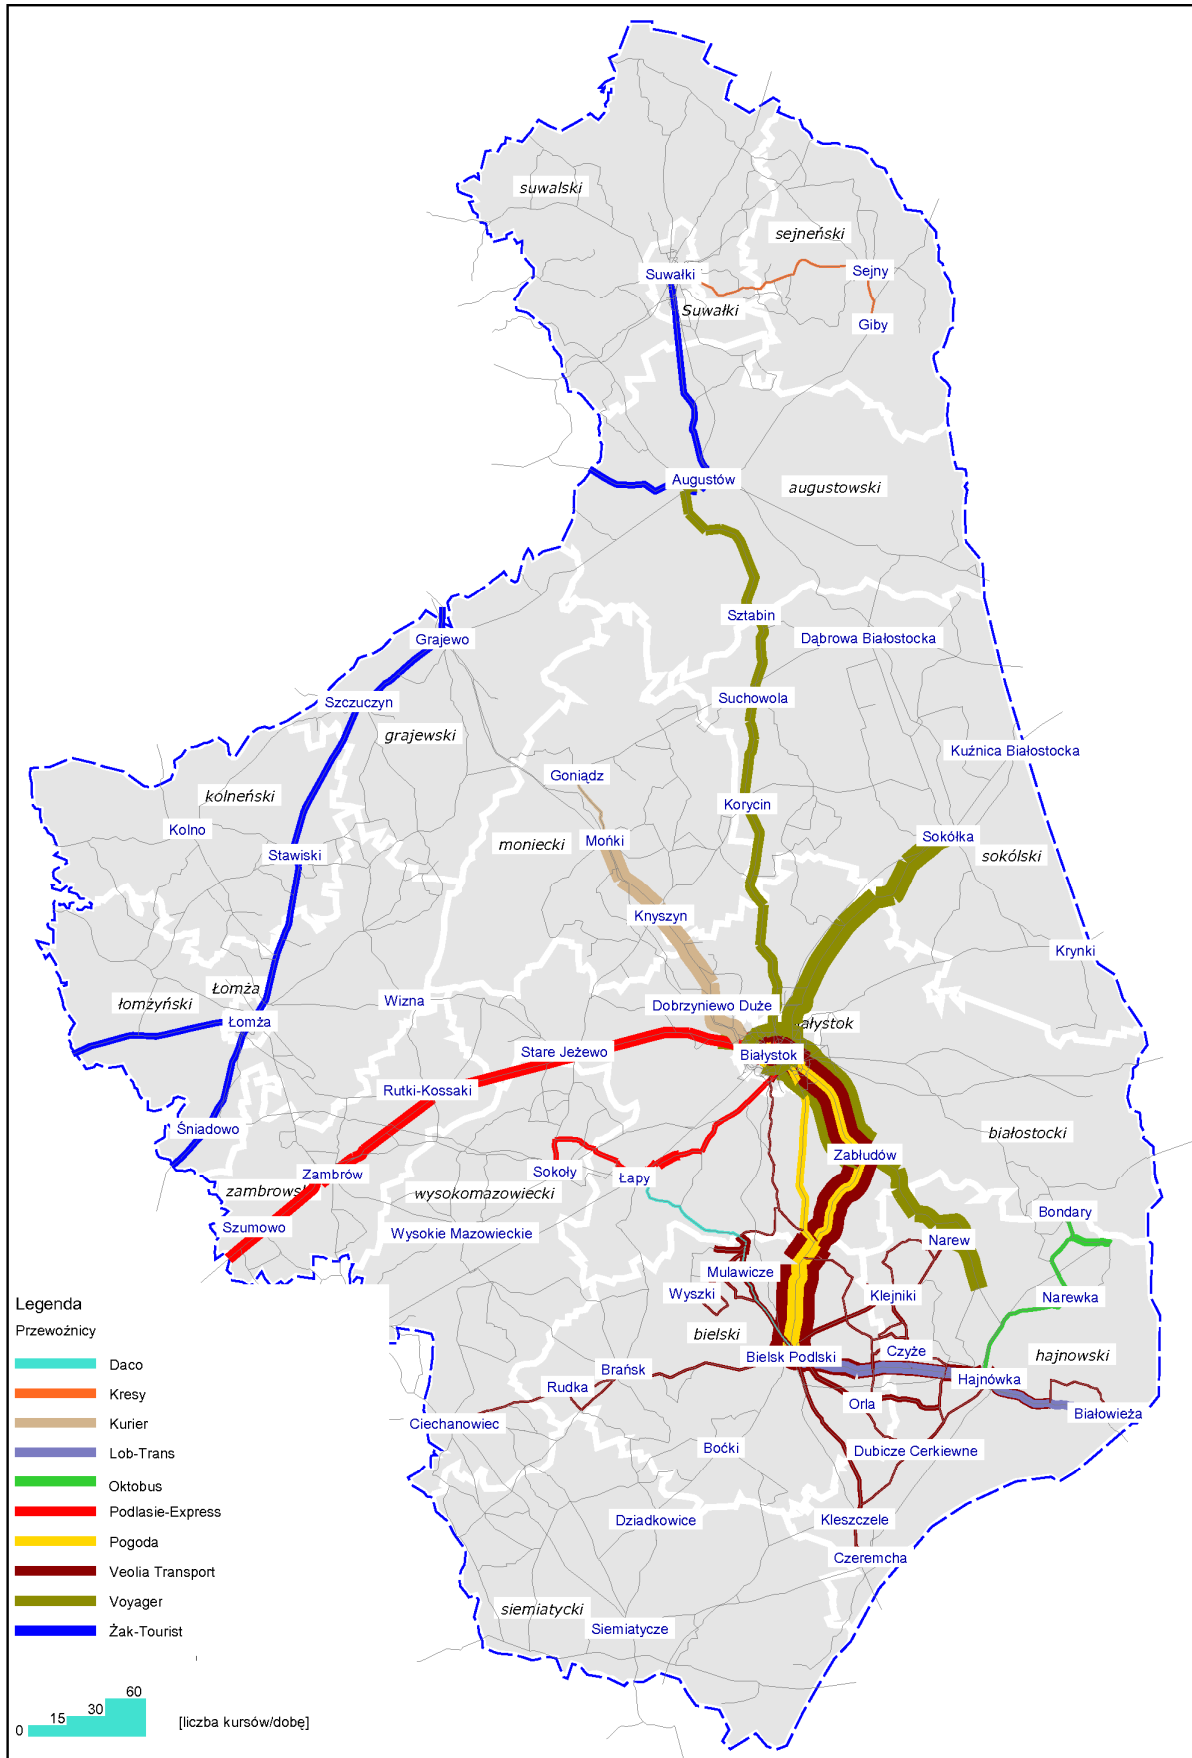 suwalski
sejneński
Suwałki
Sejny
Suwałki
Giby
Augustów
augustowski
Sztabin
Dąbrowa Białostocka
Grajewo
Suchowola
Szczuczyn
grajewski
Kuźnica Białostocka
Goniądz
kolneński
Korycin
Kolno
Mońki
moniecki
Sokółka
sokólski
Stawiski
Knyszyn
Krynki
Łomża
łomżyński
Wizna
Dobrzyniewo Duże
Łomża
ałystok
Stare Jeżewo
Białystok
Rutki-Kossaki
Śniadowo
białostocki
Zabłudów
Zambrów
Sokoły
Łapy
zambrowsk
wysokomazowiecki
Bondary
Szumowo
Wysokie Mazowieckie
Narew
Mulawicze
Wyszki
Klejniki
Narewka
bielski
Czyże
Bielsk Podlski
hajnowski
Brańsk
Hajnówka
Rudka
Orla
Białowieża
Ciechanowiec
Boćki
Dubicze Cerkiewne
Dziadkowice
Kleszczele
Czeremcha
siemiatycki
Siemiatycze
Legenda
Przewoźnicy
Daco
Kresy
Kurier
Lob-Trans
Oktobus
Podlasie-Express
Pogoda
Veolia Transport
Voyager
Żak-Tourist
0 15 30 60
[liczba kursów/dobę]